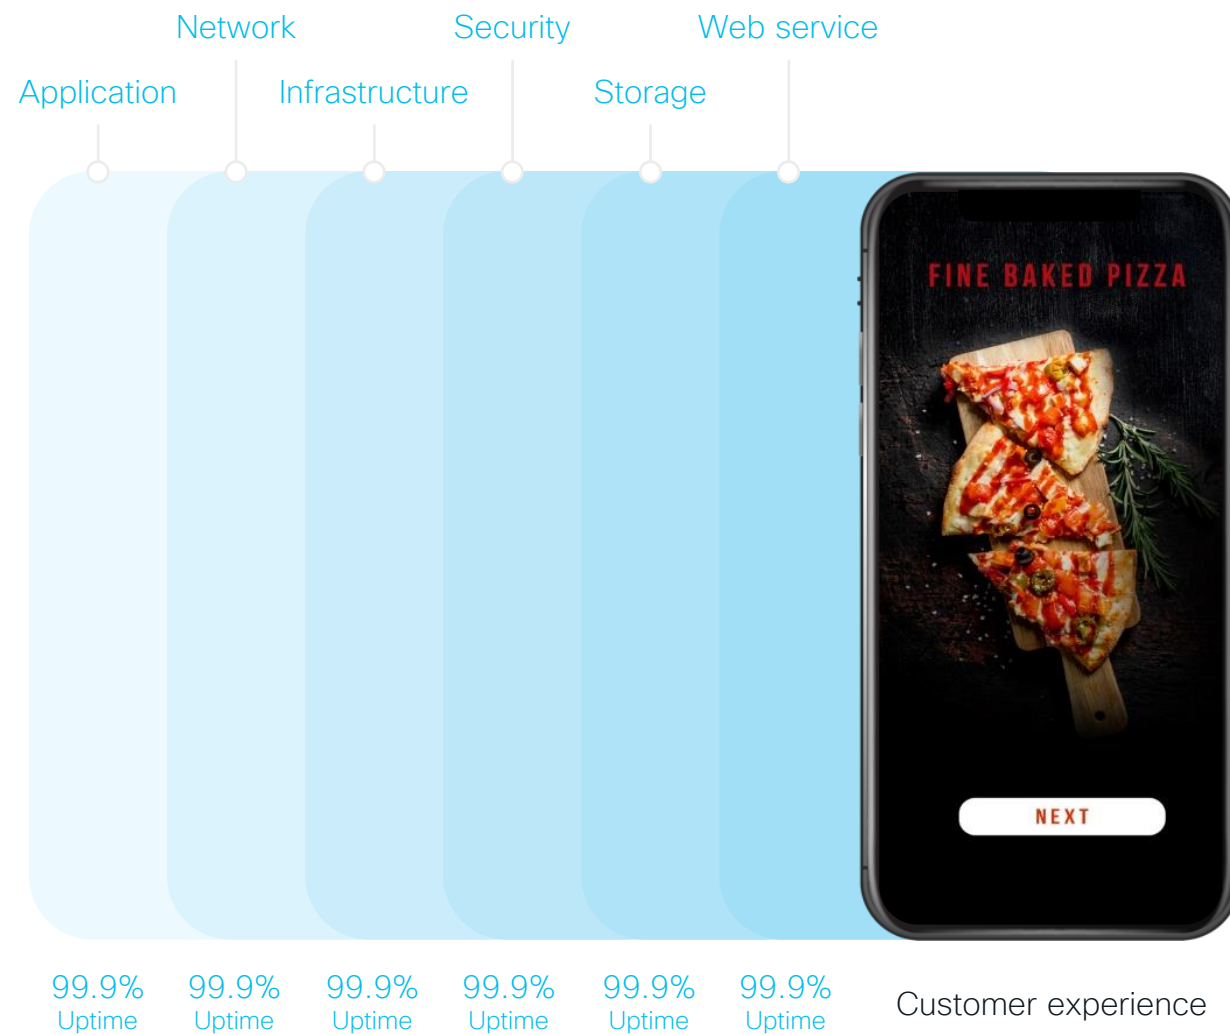 Network Security Web service
Application Infrastructure Storage
FINE BAKED PIZZA
NEXT
99.9% 99.9% 99.9% 99.9% 99.9% 99.9%
Uptime Uptime Uptime Uptime Uptime Uptime
Customer experience